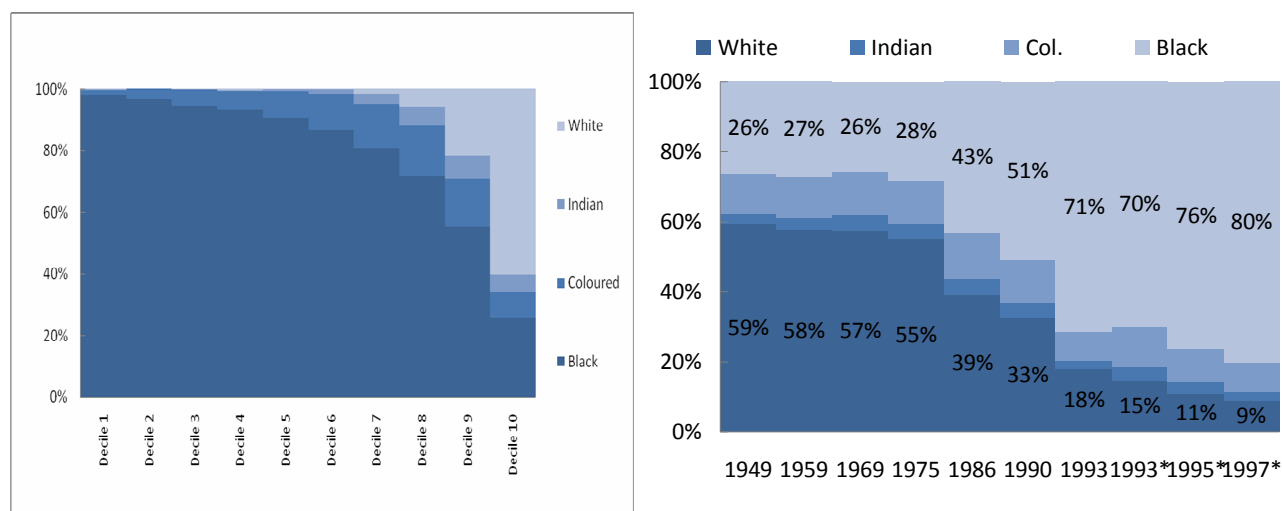 100%
80%
60%
40%
20%
0%
White
Indian
Coloured
Black
Decile 1
Decile 2
Decile 3
Decile 4
Decile 5
Decile 6
Decile 7
Decile 8
Decile 9
Decile 10
White Indian Col. Black
100%
80%
60%
40%
20%
0%
26% 27% 26% 28% 43% 51% 71% 70% 76% 80%
59% 58% 57% 55% 39% 33% 18% 15% 11% 9%
1949 1959 1969 1975 1986 1990 1993 1993* 1995* 1997*